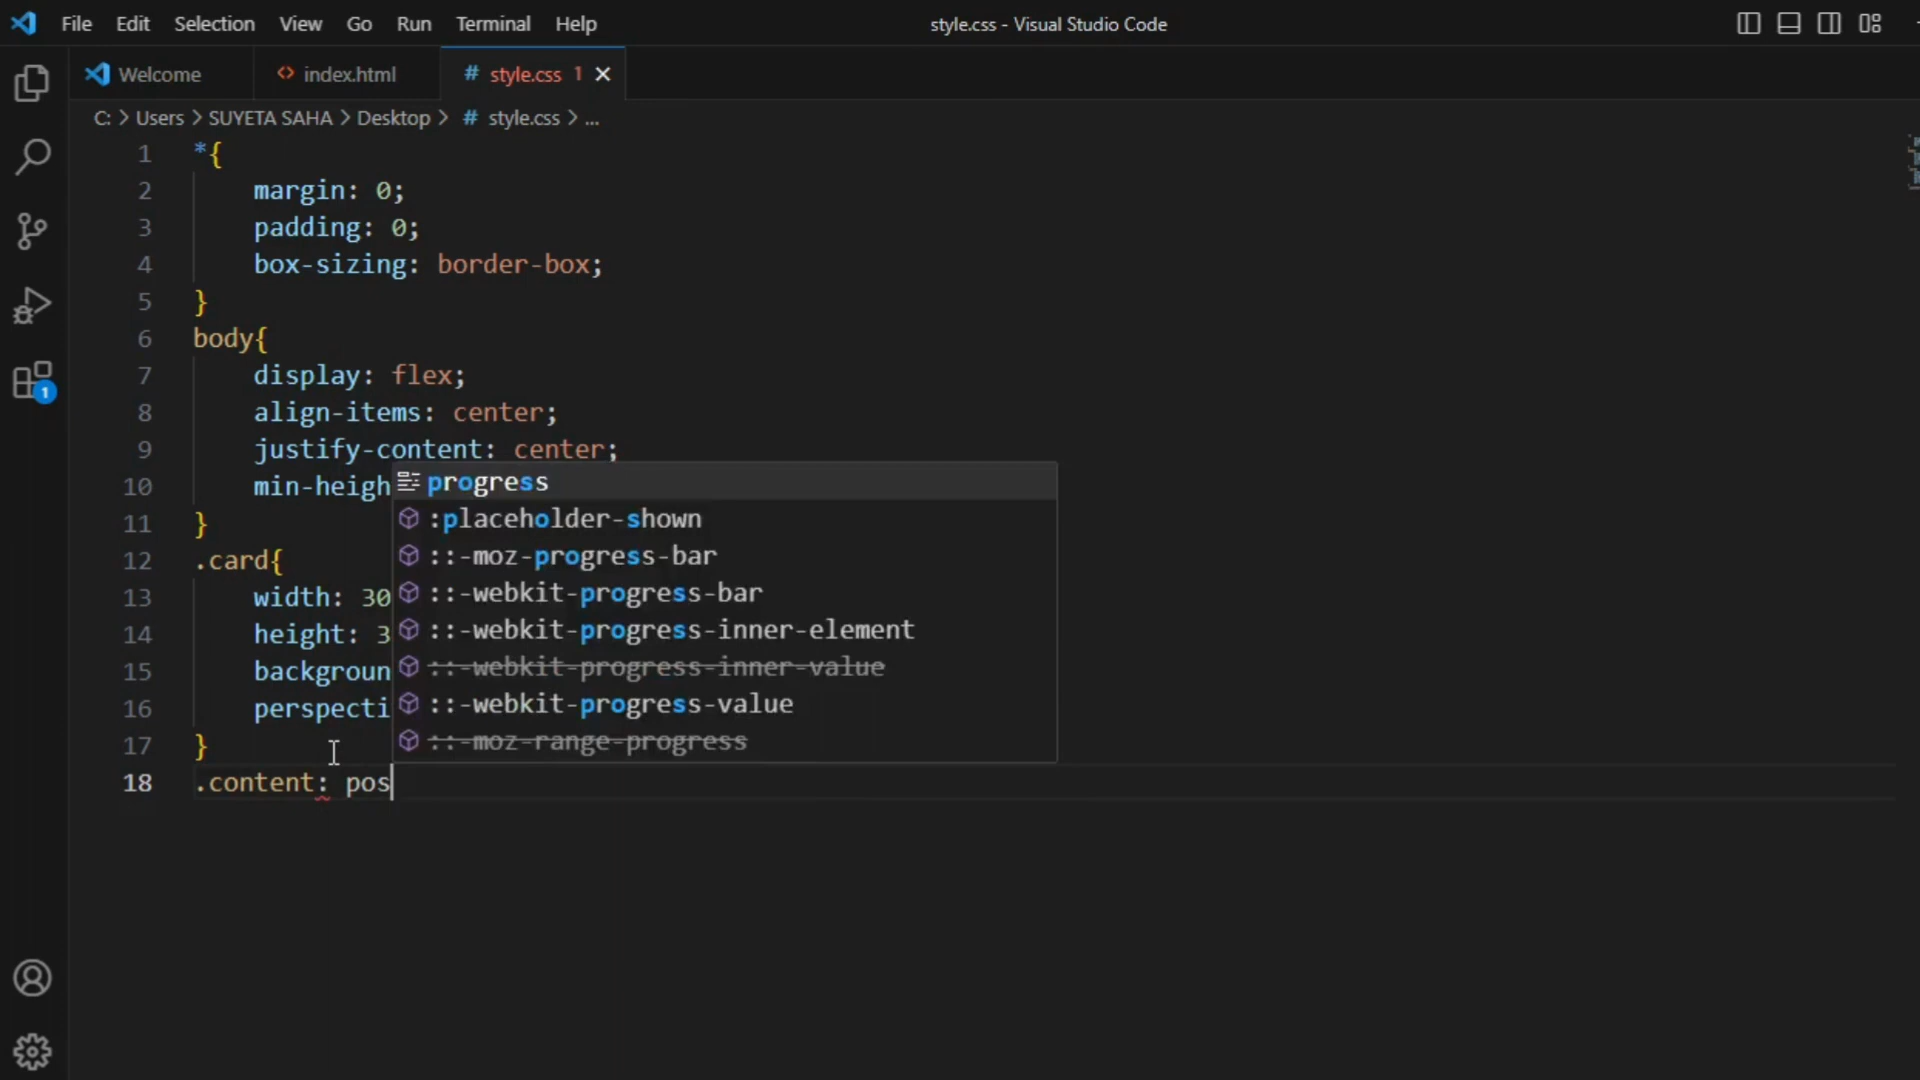 File Edit Selection View Go Run Terminal Help style.css - Visual Studio Code
Welcome <> index.html # style.css 1 ×
C: > Users > SUYETA SAHA > Desktop > # style.css > ...
1 *{
2 margin: 0;
3 padding: 0;
4 box-sizing: border-box;
5 }
6 body{
7 display: flex;
8 align-items: center;
9 justify-content: center;
10 min-heigh
progress
11 }
:placeholder-shown
::-moz-progress-bar
12 .card{
::-webkit-progress-bar
13 width: 30
::-webkit-progress-inner-element
14 height: 3
::-webkit-progress-inner-value
15 backgroun
::-webkit-progress-value
16 perspecti
::-moz-range-progress
17 }
18 .content: pos
1